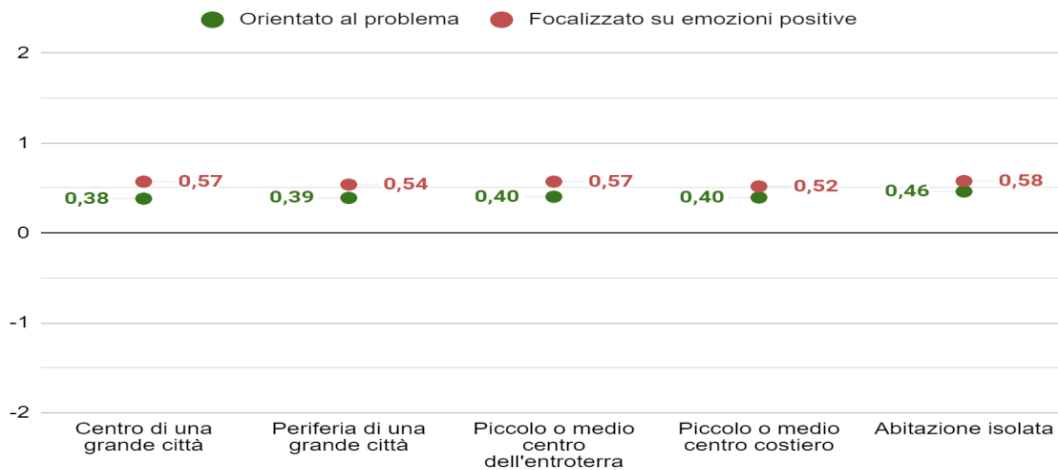 Orientato al problema Focalizzato su emozioni positive
2
1
0,57 0,54 0,57 0,52 0,58
0,38 0,39 0,40 0,40 0,46
0
-1
-2
Centro di una grande città
Periferia di una grande città
Piccolo o medio centro dell'entroterra
Piccolo o medio centro costiero
Abitazione isolata